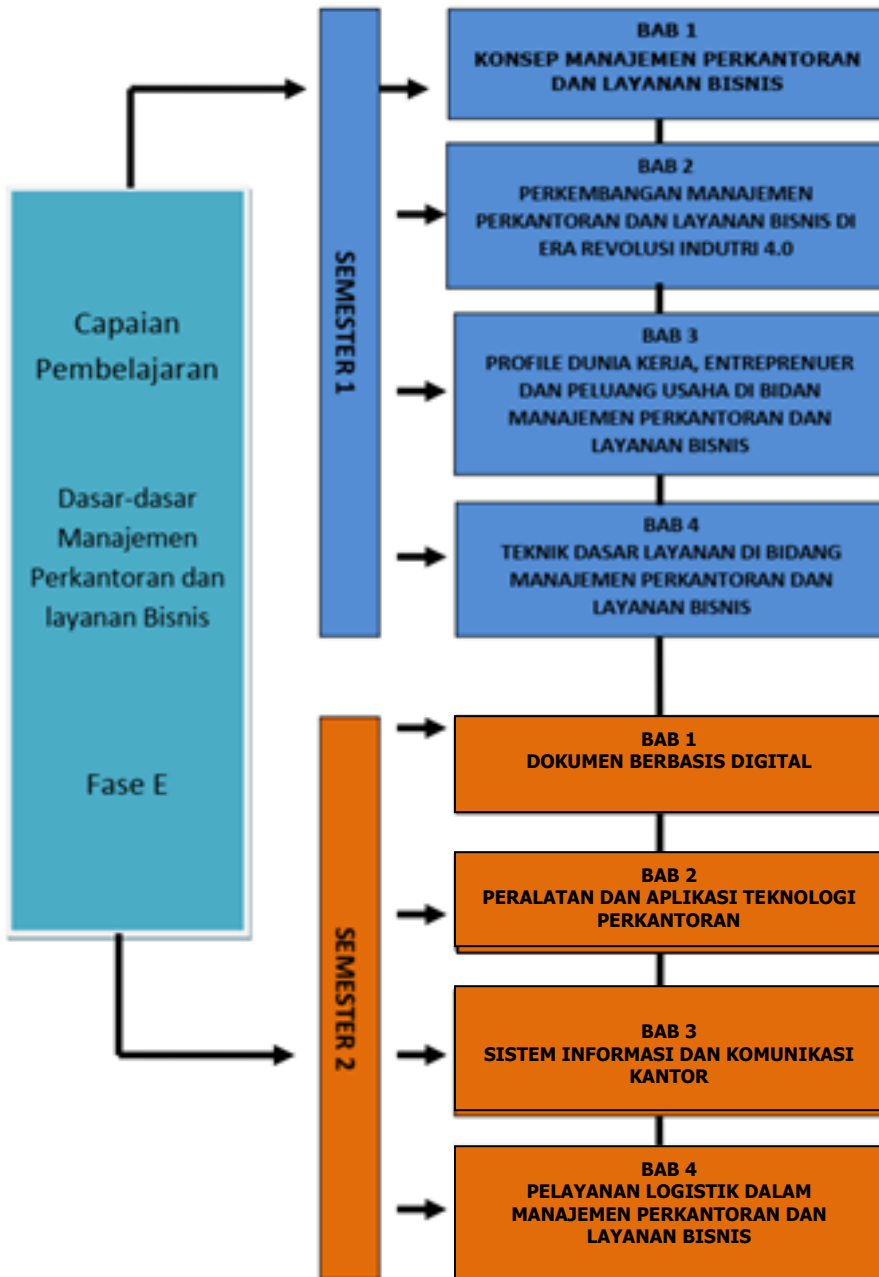 Capaian
Pembelajaran
Dasar-dasar
Manajemen
Perkantoran dan
layanan Bisnis
Fase E
SEMESTER 1
BAB 1
KONSEP MANAJEMEN PERKANTORAN
DAN LAYANAN BISNIS
BAB 2
PERKEMBANGAN MANAJEMEN
PERKANTORAN DAN LAYANAN BISNIS DI
ERA REVOLUSI INDUTRI 4.0
BAB 3
PROFILE DUNIA KERJA, ENTREPRENUER
DAN PELUANG USAHA DI BIDAN
MANAJEMEN PERKANTORAN DAN
LAYANAN BISNIS
BAB 4
TEKNIK DASAR LAYANAN DI BIDANG
MANAJEMEN PERKANTORAN DAN
LAYANAN BISNIS
SEMESTER 2
BAB 1
DOKUMEN BERBASIS DIGITAL
BAB 2
PERALATAN DAN APLIKASI TEKNOLOGI
PERKANTORAN
BAB 3
SISTEM INFORMASI DAN KOMUNIKASI
KANTOR
BAB 4
PELAYANAN LOGISTIK DALAM
MANAJEMEN PERKANTORAN DAN
LAYANAN BISNIS